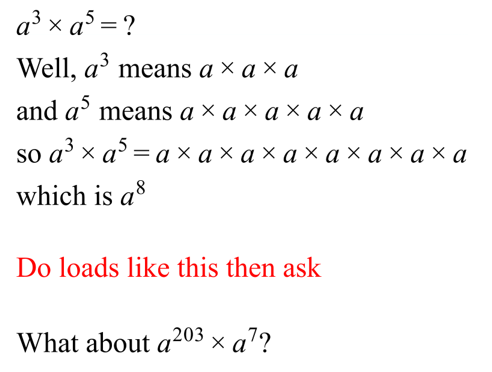 a³ × a⁵ = ?
Well, a³ means a × a × a
and a⁵ means a × a × a × a × a
so a³ × a⁵ = a × a × a × a × a × a × a × a
which is a⁸
Do loads like this then ask
What about a²⁰³ × a⁷?